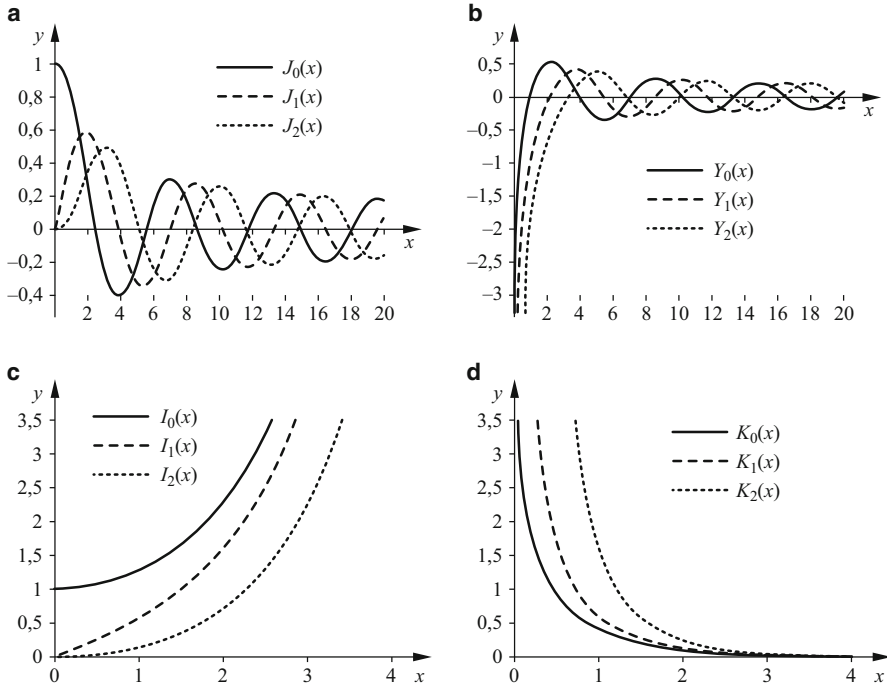 a
y
1
0,8
0,6
0,4
0,2
0
–0,2
–0,4
J0(x)
J1(x)
J2(x)
x
2 4 6 8 10 12 14 16 18 20
b
y
0,5
0
–0,5
–1
–1,5
–2
–2,5
–3
Y0(x)
Y1(x)
Y2(x)
x
2 4 6 8 10 12 14 16 18 20
c
y
3,5
3
2,5
2
1,5
1
0,5
0
I0(x)
I1(x)
I2(x)
0 1 2 3 4 x
d
y
3,5
3
2,5
2
1,5
1
0,5
0
K0(x)
K1(x)
K2(x)
0 1 2 3 4 x